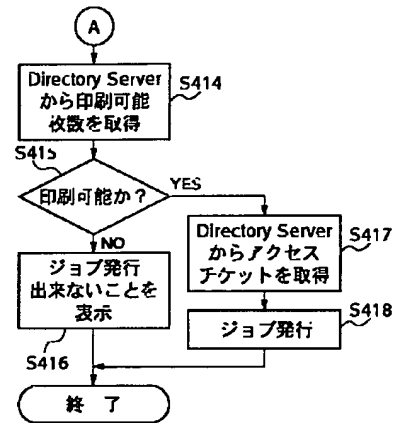 A
Directory Server
から印刷可能
枚数を取得
S414
S415
印刷可能か？
YES
NO
Directory Server
からアクセス
チケットを取得
S417
ジョブ発行
出来ないことを
表示
S416
ジョブ発行
S418
終 了